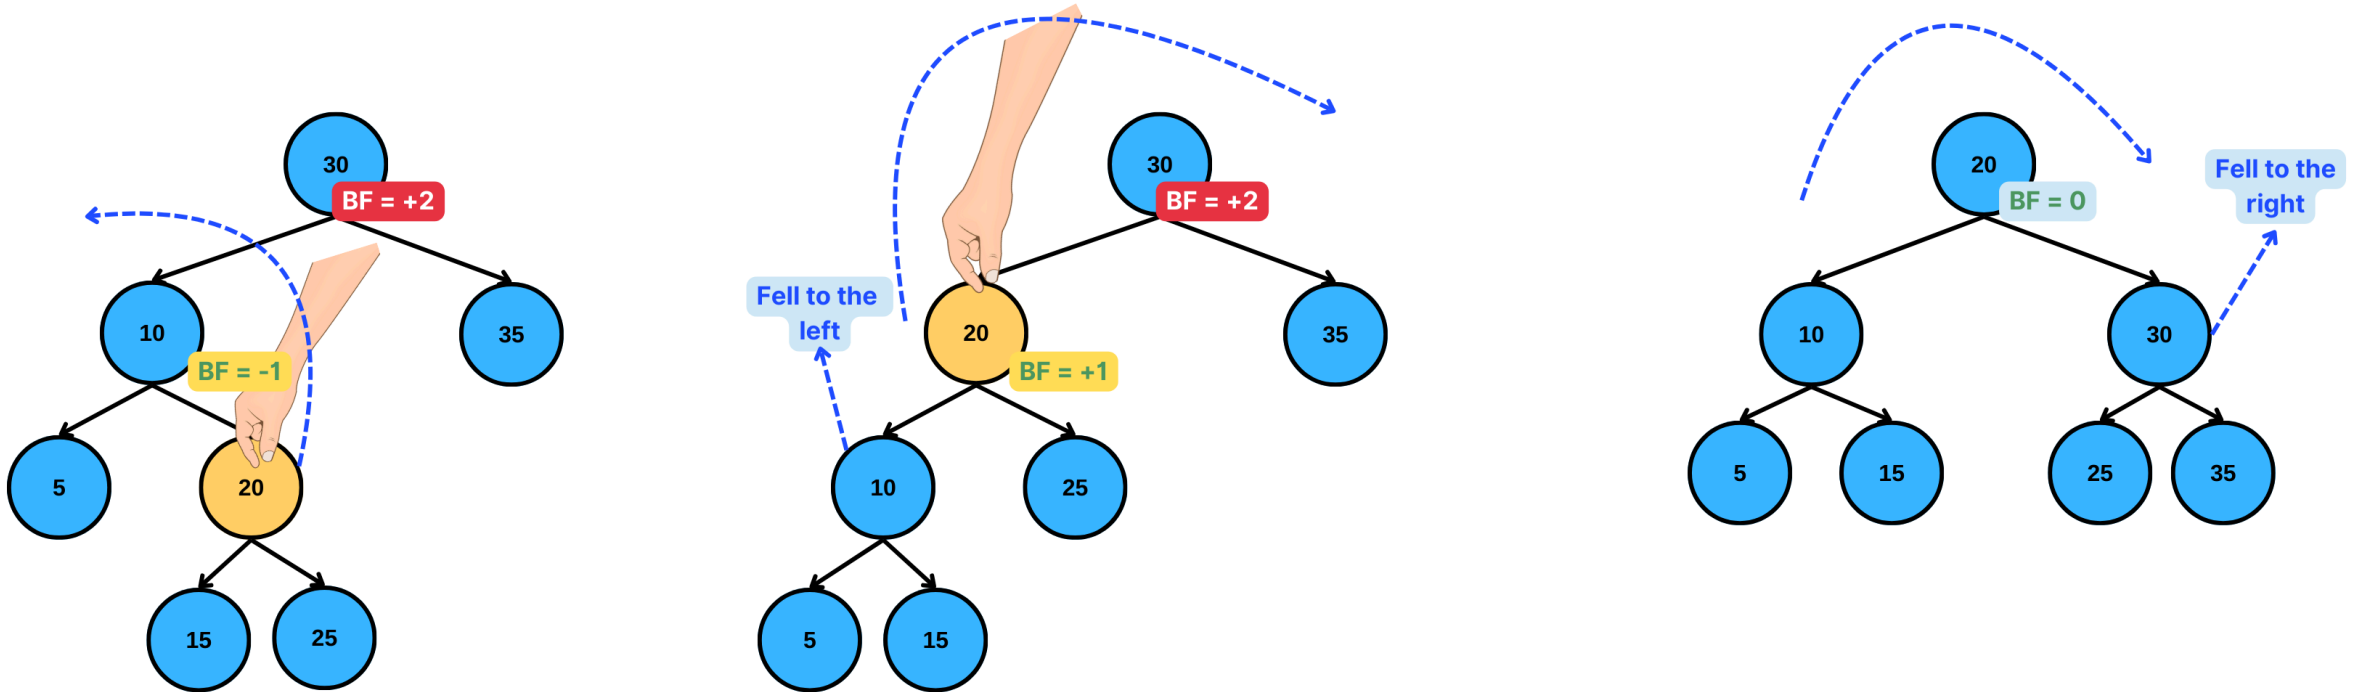 30
BF = +2
10
35
BF = -1
5
20
15
25
30
BF = +2
Fell to the
left
20
35
BF = +1
10
25
5
15
20
BF = 0
Fell to the
right
10
30
5
15
25
35